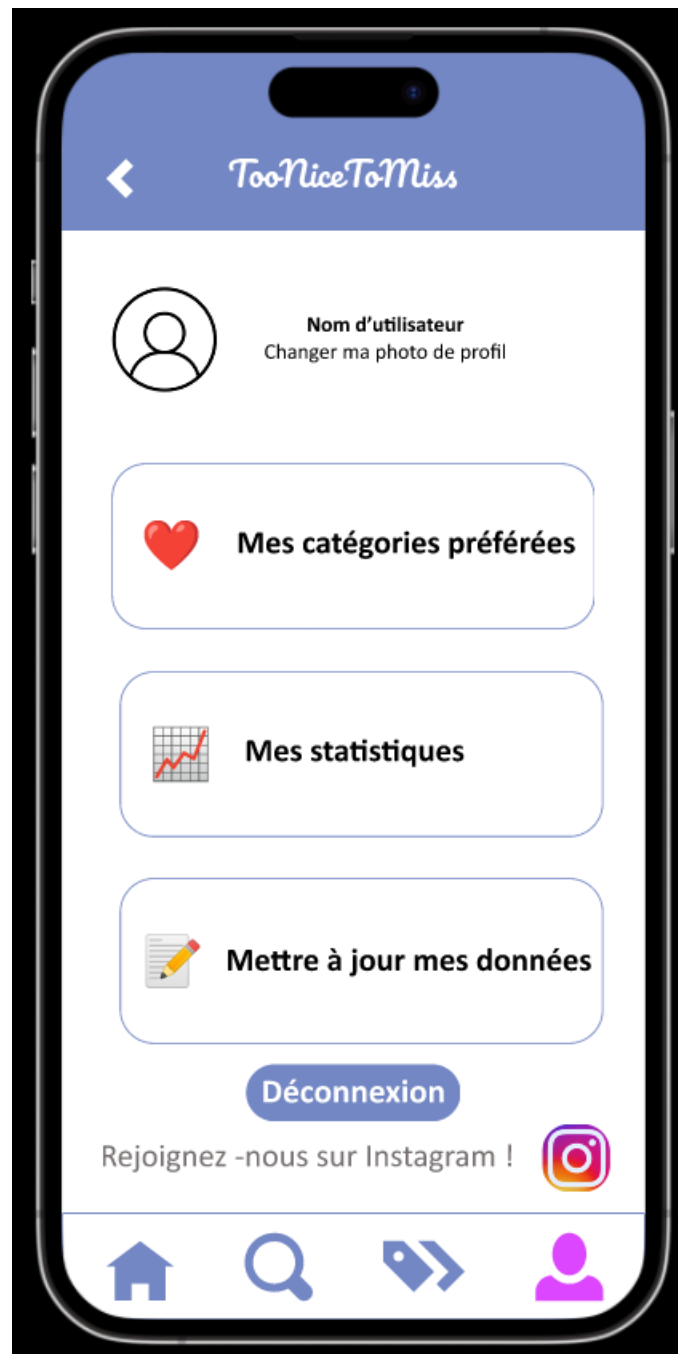 TooNiceToMiss
Nom d'utilisateur
Changer ma photo de profil
Mes catégories préférées
Mes statistiques
Mettre à jour mes données
Déconnexion
Rejoignez -nous sur Instagram !